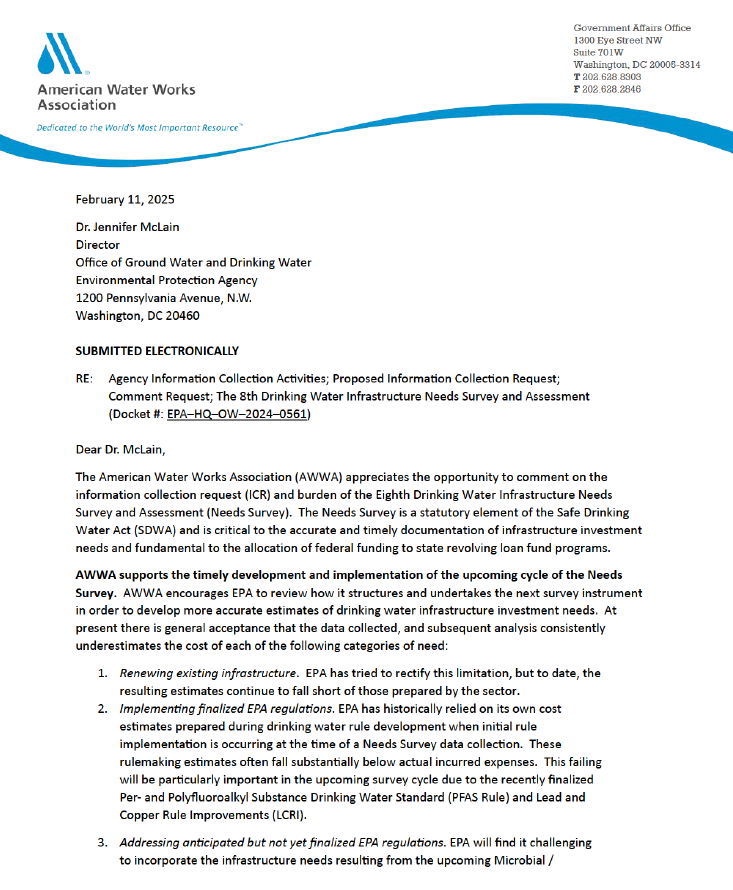 Government Affairs Office
1300 Eye Street NW
Suite 701W
Washington, DC 20005-3314
T 202.628.8303
F 202.628.2846
American Water Works
Association
Dedicated to the World's Most Important Resource™
February 11, 2025
Dr. Jennifer McLain
Director
Office of Ground Water and Drinking Water
Environmental Protection Agency
1200 Pennsylvania Avenue, N.W.
Washington, DC 20460
SUBMITTED ELECTRONICALLY
RE: Agency Information Collection Activities; Proposed Information Collection Request;
Comment Request; The 8th Drinking Water Infrastructure Needs Survey and Assessment
(Docket #: EPA–HQ–OW–2024–0561)
Dear Dr. McLain,
The American Water Works Association (AWWA) appreciates the opportunity to comment on the
information collection request (ICR) and burden of the Eighth Drinking Water Infrastructure Needs
Survey and Assessment (Needs Survey). The Needs Survey is a statutory element of the Safe Drinking
Water Act (SDWA) and is critical to the accurate and timely documentation of infrastructure investment
needs and fundamental to the allocation of federal funding to state revolving loan fund programs.
AWWA supports the timely development and implementation of the upcoming cycle of the Needs
Survey. AWWA encourages EPA to review how it structures and undertakes the next survey instrument
in order to develop more accurate estimates of drinking water infrastructure investment needs. At
present there is general acceptance that the data collected, and subsequent analysis consistently
underestimates the cost of each of the following categories of need:
1. Renewing existing infrastructure. EPA has tried to rectify this limitation, but to date, the
resulting estimates continue to fall short of those prepared by the sector.
2. Implementing finalized EPA regulations. EPA has historically relied on its own cost
estimates prepared during drinking water rule development when initial rule
implementation is occurring at the time of a Needs Survey data collection. These
rulemaking estimates often fall substantially below actual incurred expenses. This failing
will be particularly important in the upcoming survey cycle due to the recently finalized
Per- and Polyfluoroalkyl Substance Drinking Water Standard (PFAS Rule) and Lead and
Copper Rule Improvements (LCRI).
3. Addressing anticipated but not yet finalized EPA regulations. EPA will find it challenging
to incorporate the infrastructure needs resulting from the upcoming Microbial /